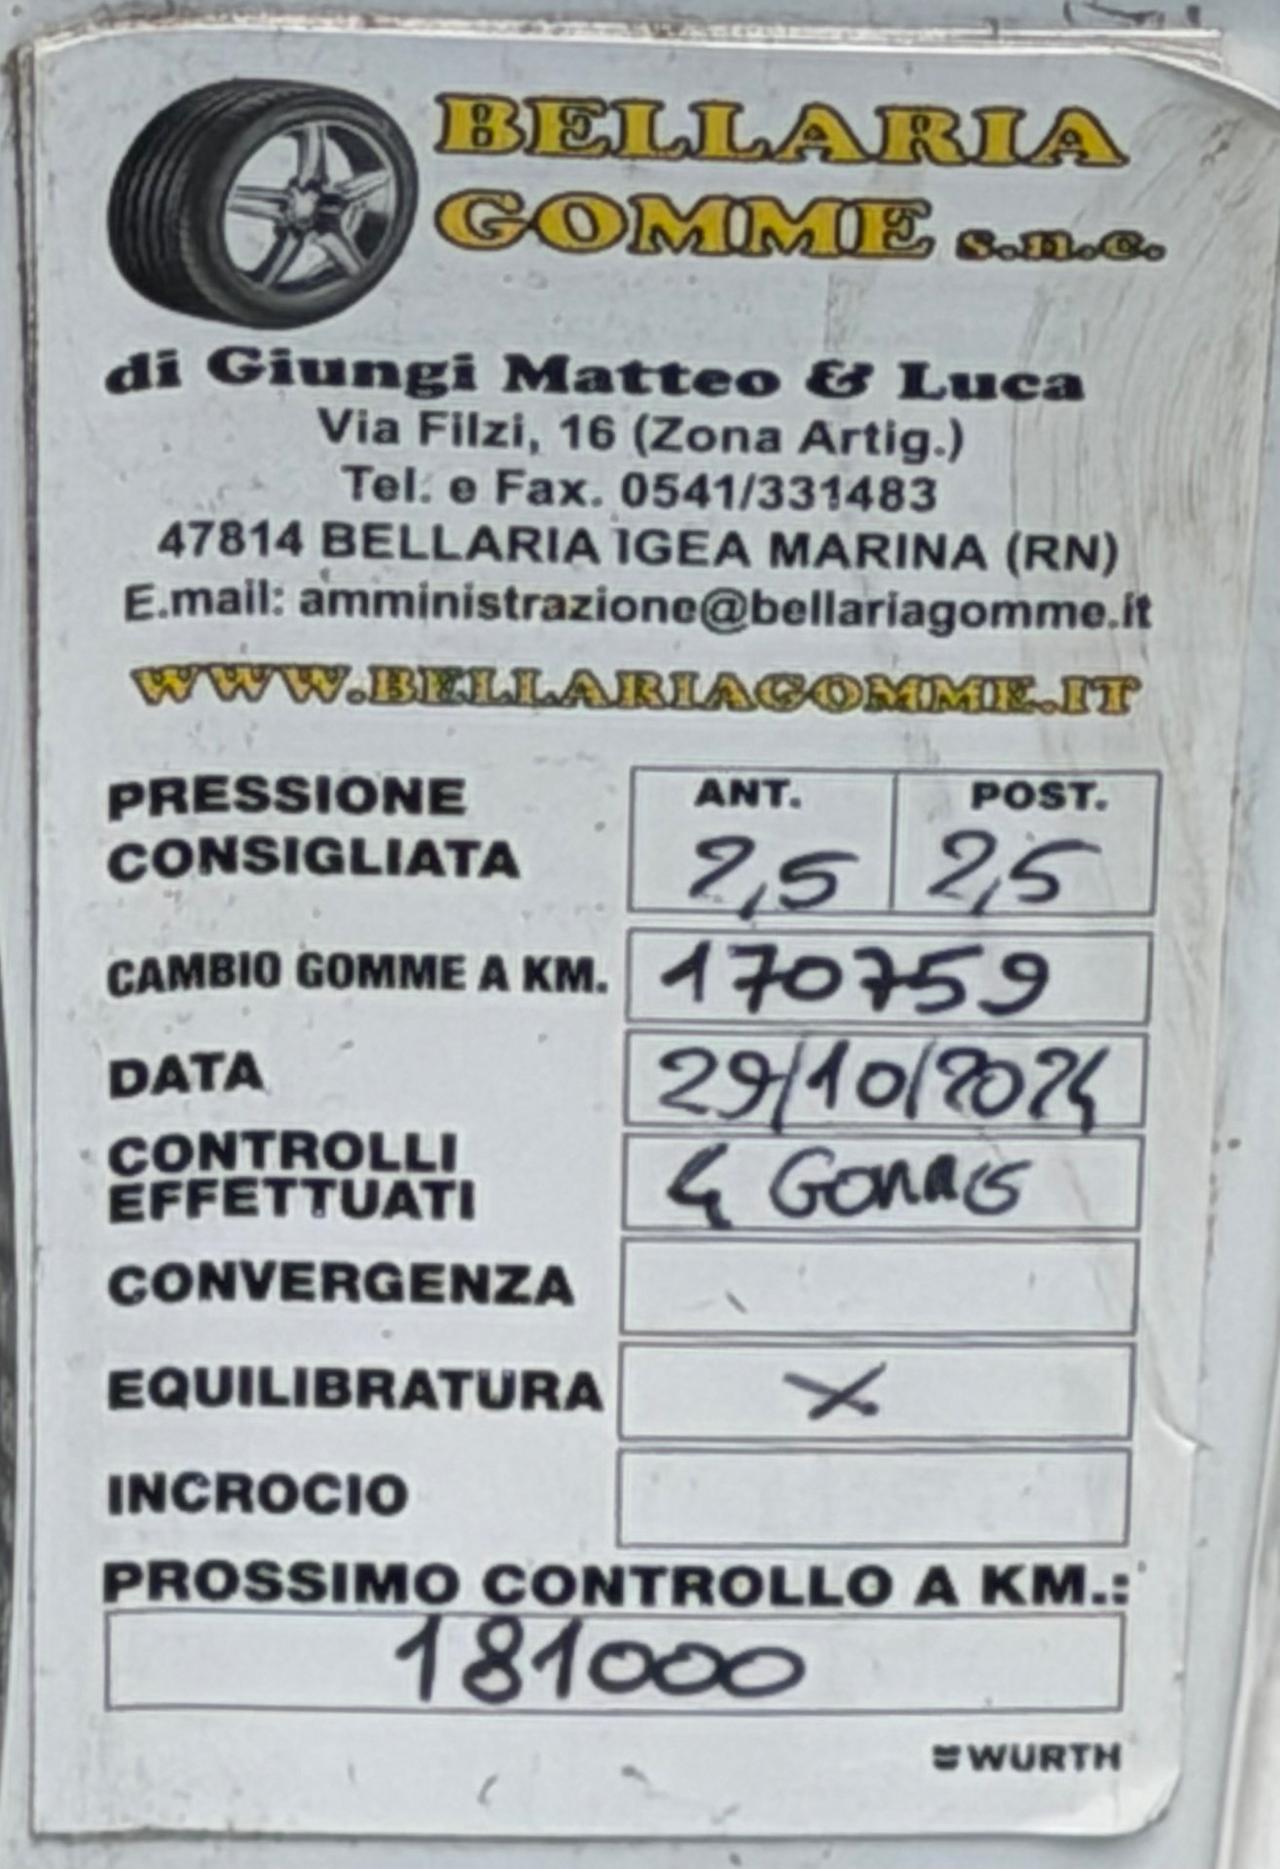 BELLARIA
GOMME s.n.c.
di Giungi Matteo & Luca
Via Filzi, 16 (Zona Artig.)
Tel. e Fax. 0541/331483
47814 BELLARIA IGEA MARINA (RN)
E.mail: amministrazione@bellariagomme.it
WWW.BELLARIAGOMME.IT
PRESSIONE CONSIGLIATA ANT. 2,5 POST. 2,5
CAMBIO GOMME A KM. 170759
DATA 29/10/2024
CONTROLLI EFFETTUATI 4 Gomme
CONVERGENZA
EQUILIBRATURA X
INCROCIO
PROSSIMO CONTROLLO A KM.:
181000
WURTH